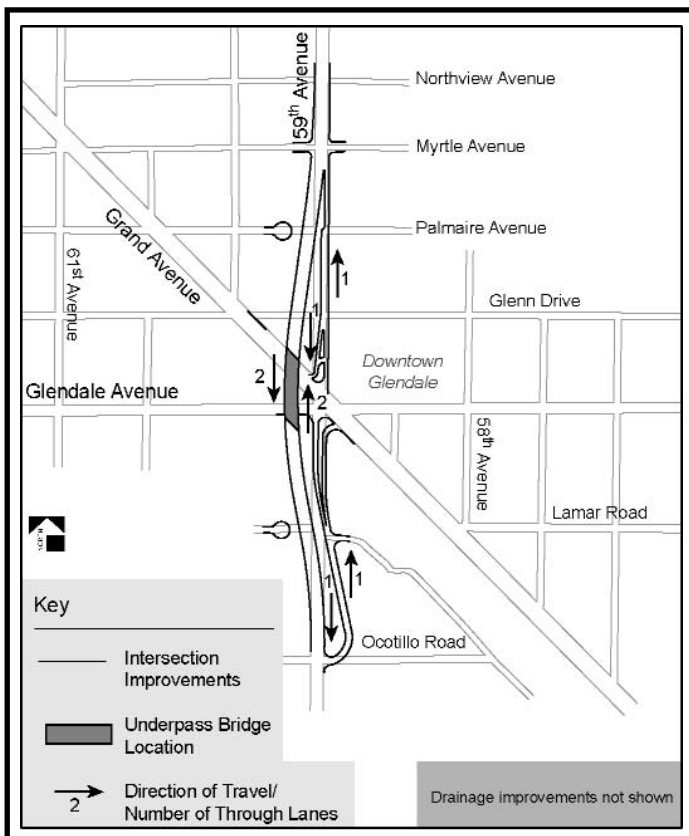 59th Avenue
Northview Avenue
Myrtle Avenue
Palmaire Avenue
Grand Avenue
61st Avenue
1
Glenn Drive
1
Downtown
Glendale
2
Glendale Avenue
2
58th Avenue
Lamar Road
1
1
Ocotillo Road
Key
Intersection
Improvements
Underpass Bridge
Location
2
Direction of Travel/
Number of Through Lanes
Drainage improvements not shown